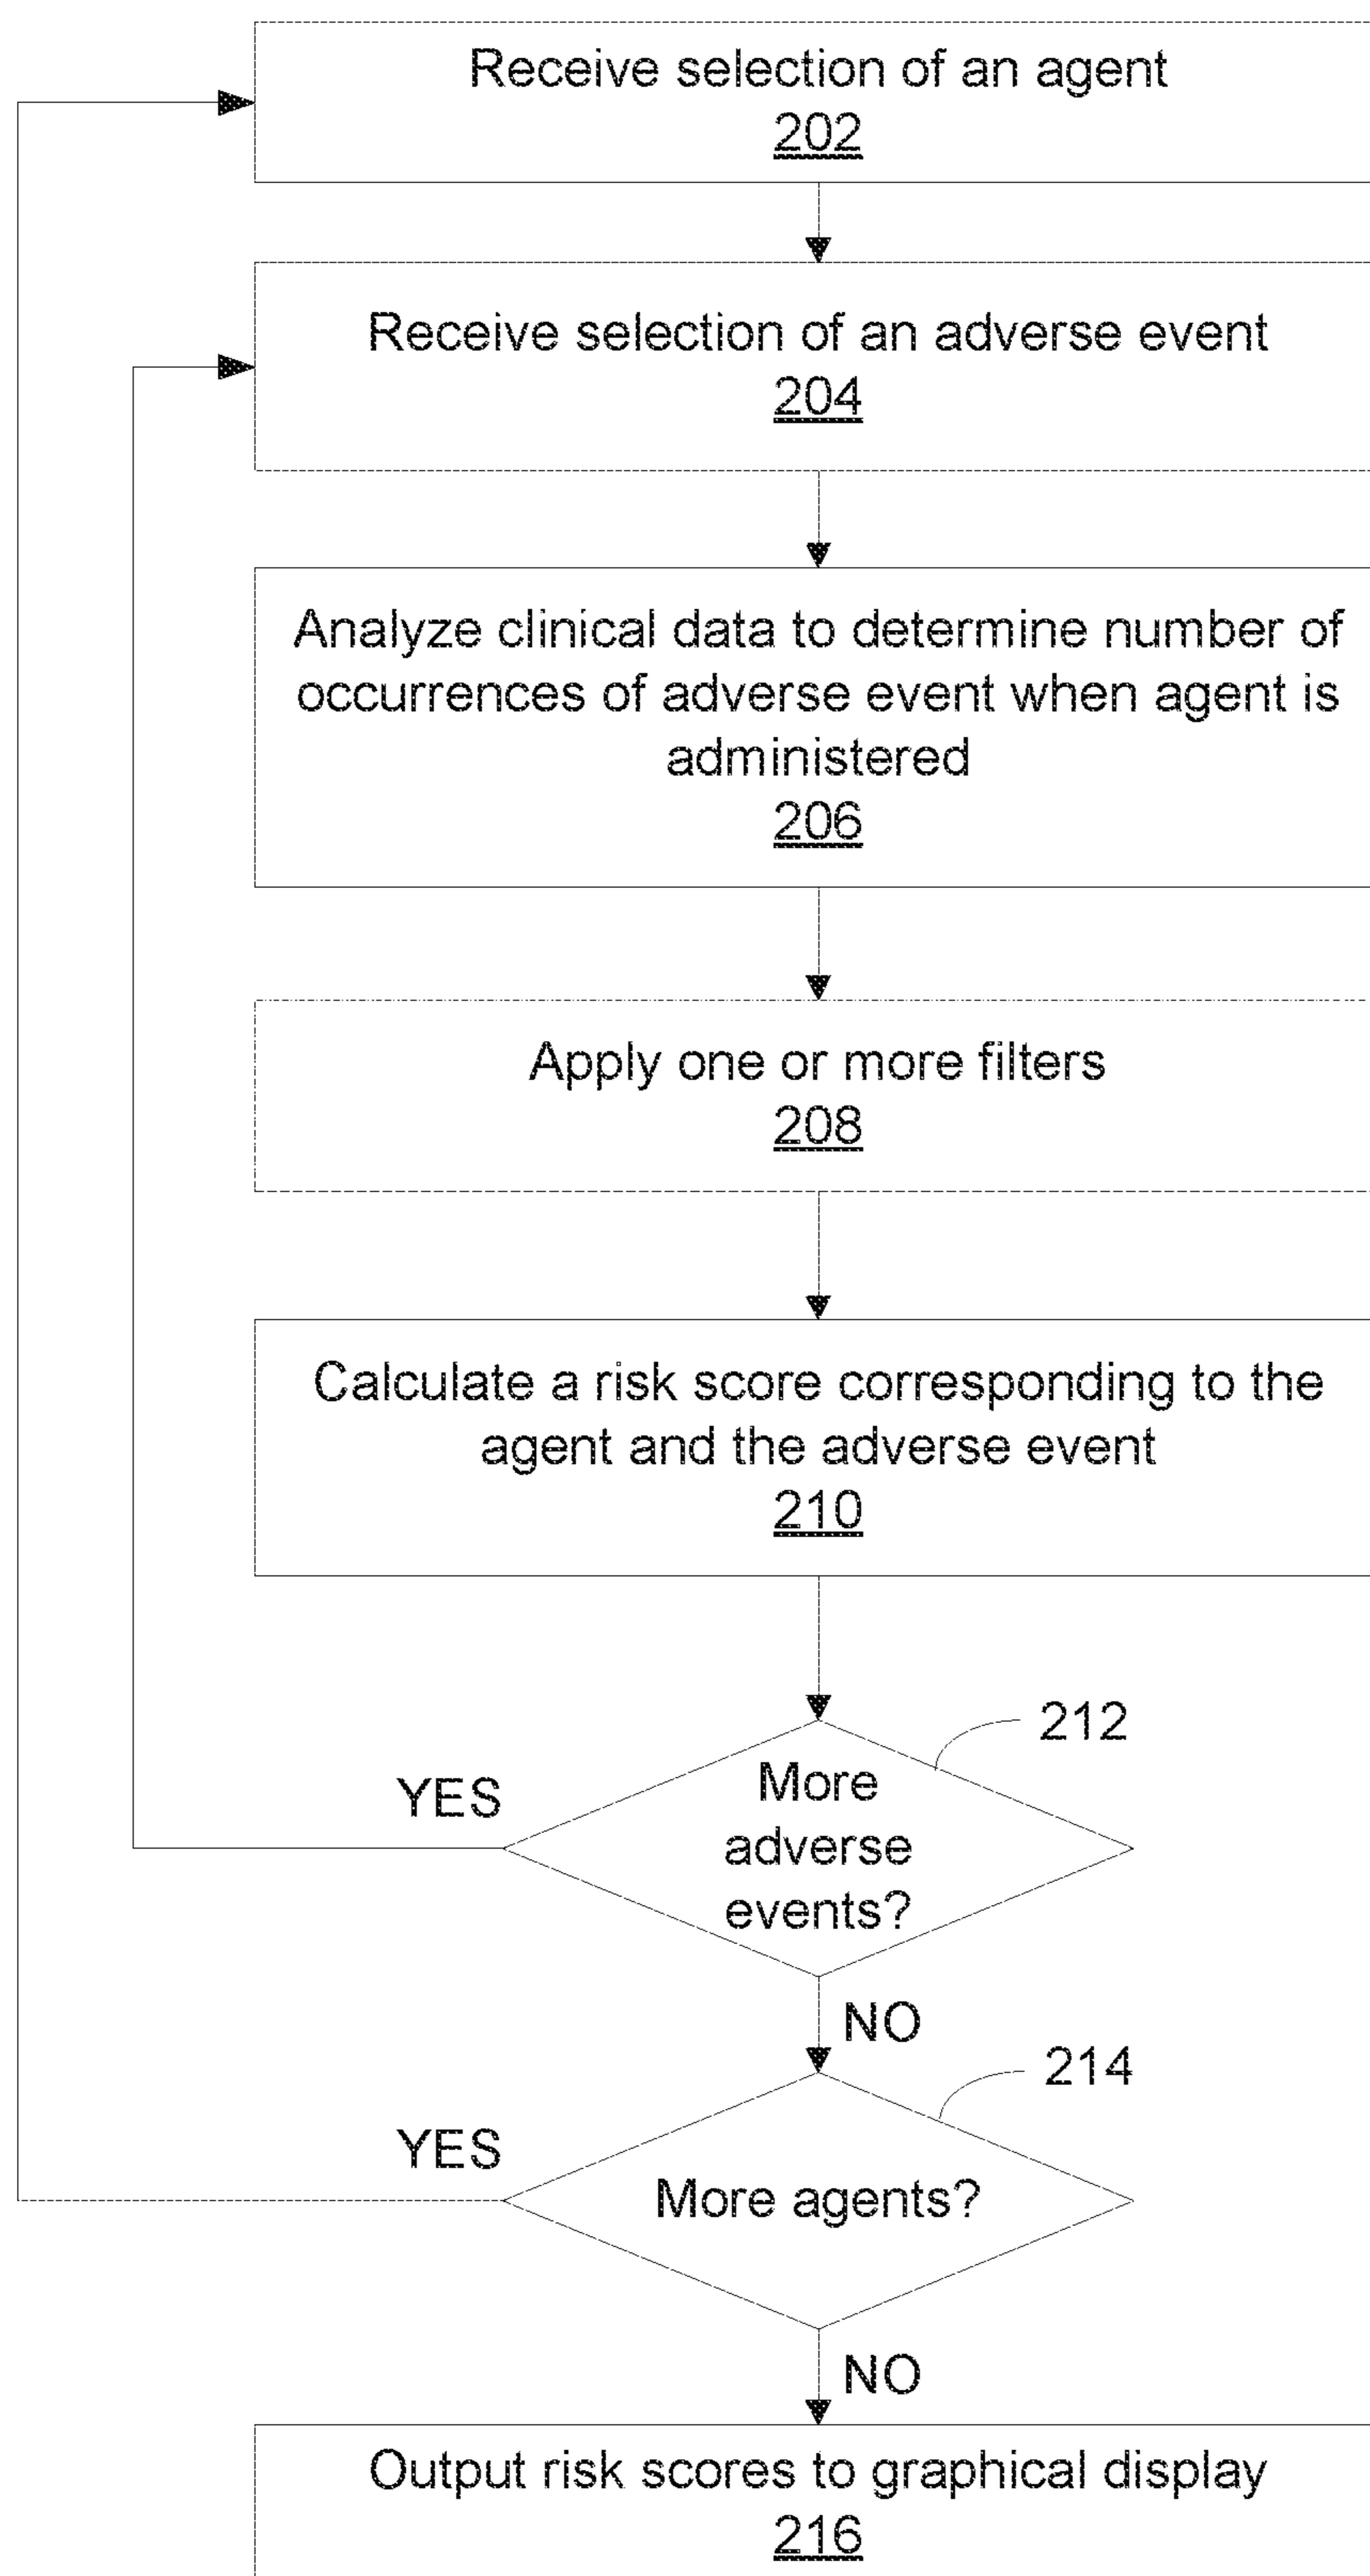 Receive selection of an agent
202
Receive selection of an adverse event
204
Analyze clinical data to determine number of
occurrences of adverse event when agent is
administered
206
Apply one or more filters
208
Calculate a risk score corresponding to the
agent and the adverse event
210
212
YES
More
adverse
events?
NO
214
YES
More agents?
NO
Output risk scores to graphical display
216